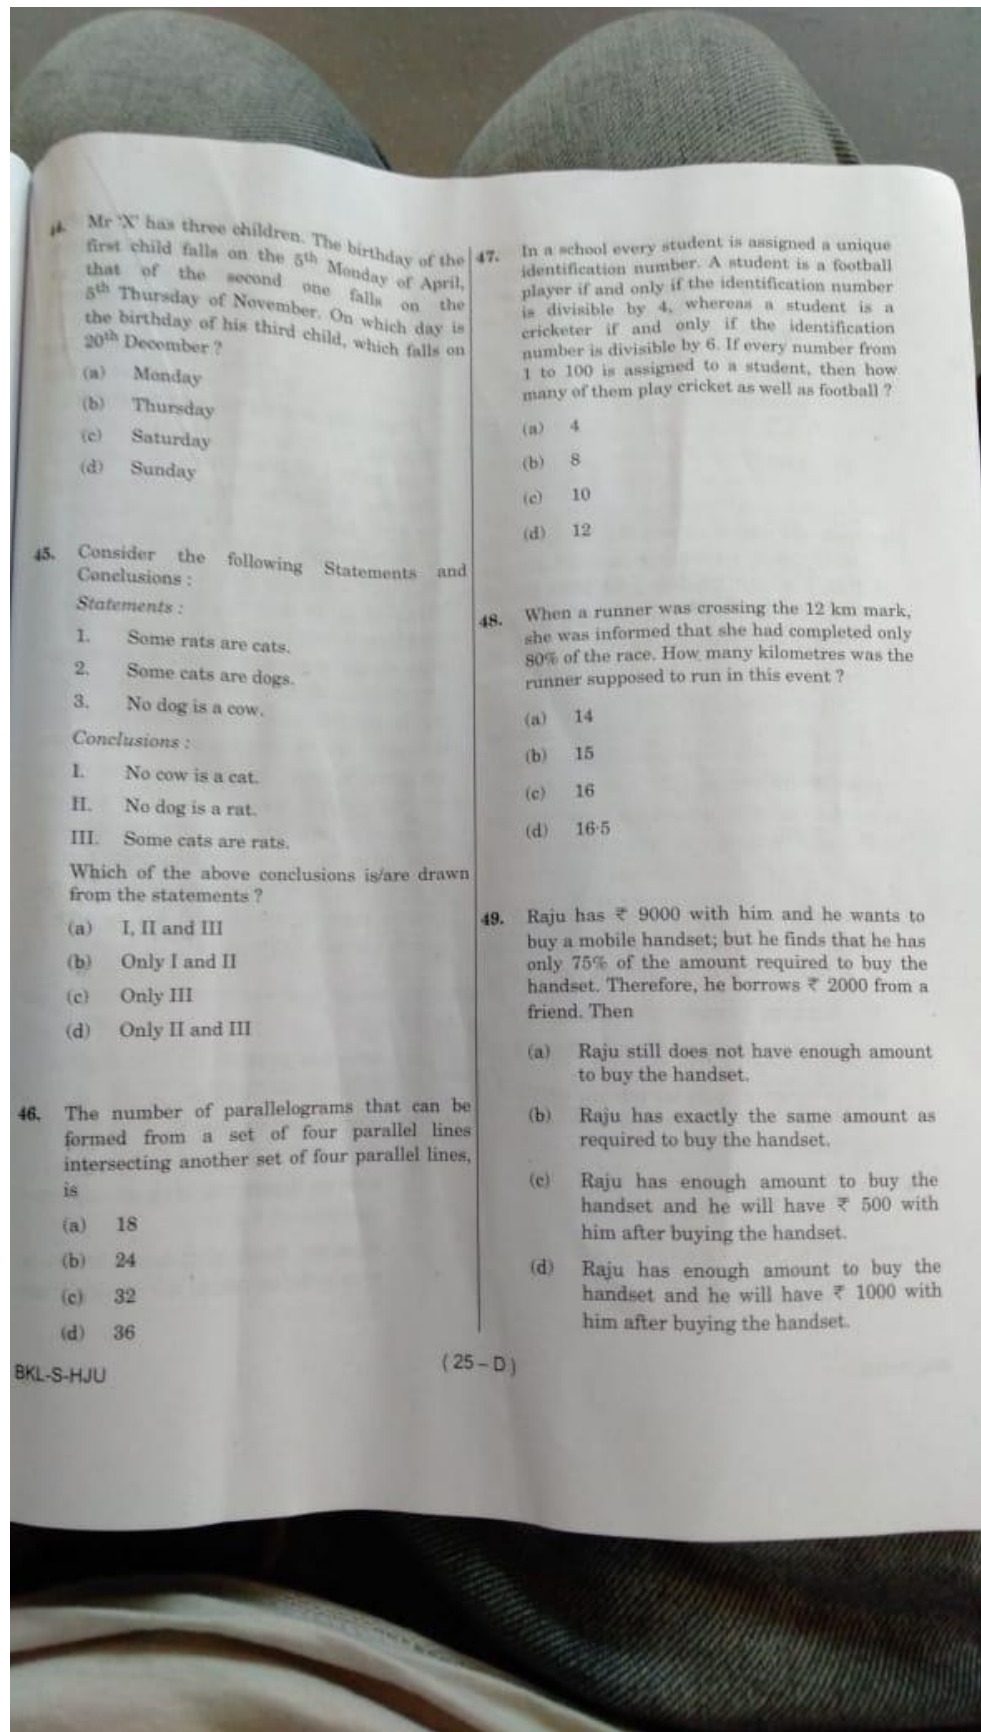 44. Mr 'X' has three children. The birthday of the
first child falls on the 5th Monday of April,
that of the second one falls on the
5th Thursday of November. On which day is
the birthday of his third child, which falls on
20th December ?
(a) Monday
(b) Thursday
(c) Saturday
(d) Sunday
45. Consider the following Statements and
Conclusions :
Statements :
1. Some rats are cats.
2. Some cats are dogs.
3. No dog is a cow.
Conclusions :
I. No cow is a cat.
II. No dog is a rat.
III. Some cats are rats.
Which of the above conclusions is/are drawn
from the statements ?
(a) I, II and III
(b) Only I and II
(c) Only III
(d) Only II and III
46. The number of parallelograms that can be
formed from a set of four parallel lines
intersecting another set of four parallel lines,
is
(a) 18
(b) 24
(c) 32
(d) 36
47. In a school every student is assigned a unique
identification number. A student is a football
player if and only if the identification number
is divisible by 4, whereas a student is a
cricketer if and only if the identification
number is divisible by 6. If every number from
1 to 100 is assigned to a student, then how
many of them play cricket as well as football ?
(a) 4
(b) 8
(c) 10
(d) 12
48. When a runner was crossing the 12 km mark,
she was informed that she had completed only
80% of the race. How many kilometres was the
runner supposed to run in this event ?
(a) 14
(b) 15
(c) 16
(d) 16·5
49. Raju has ₹ 9000 with him and he wants to
buy a mobile handset; but he finds that he has
only 75% of the amount required to buy the
handset. Therefore, he borrows ₹ 2000 from a
friend. Then
(a) Raju still does not have enough amount
to buy the handset.
(b) Raju has exactly the same amount as
required to buy the handset.
(c) Raju has enough amount to buy the
handset and he will have ₹ 500 with
him after buying the handset.
(d) Raju has enough amount to buy the
handset and he will have ₹ 1000 with
him after buying the handset.
BKL-S-HJU
( 25 – D )